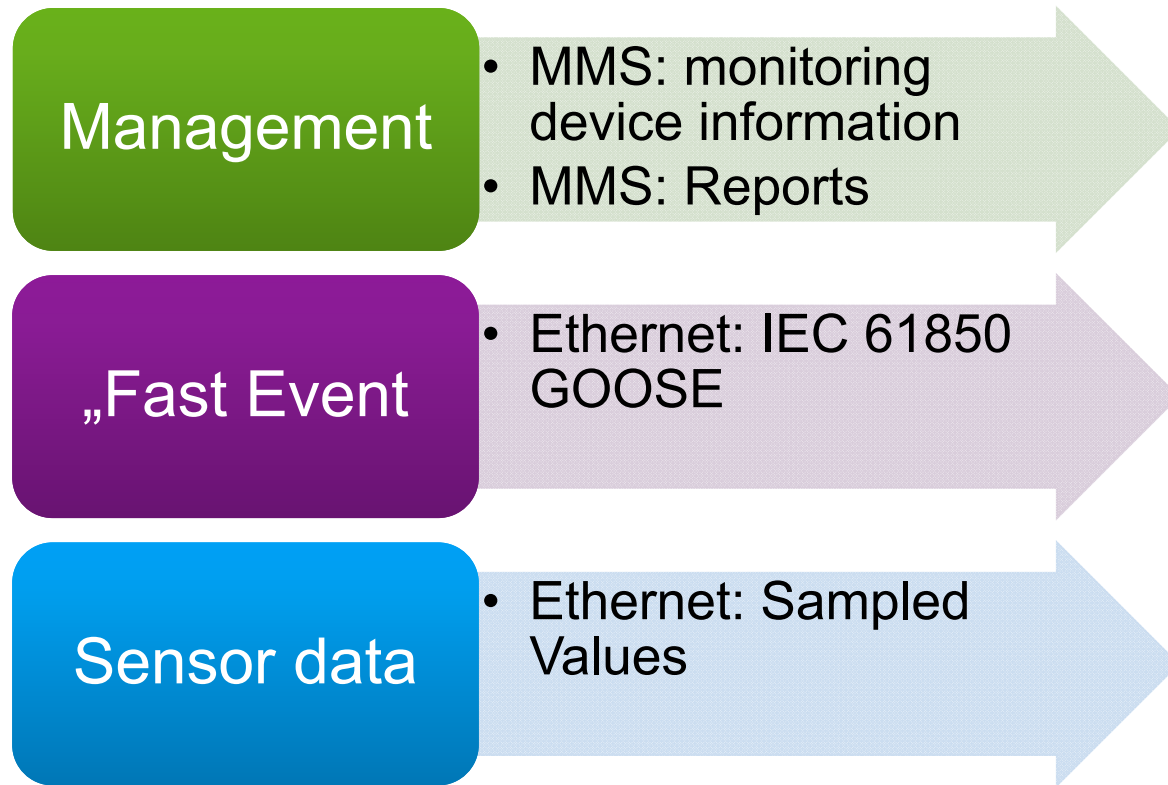 Management
• MMS: monitoring
device information
• MMS: Reports
„Fast Event
• Ethernet: IEC 61850
GOOSE
Sensor data
• Ethernet: Sampled
Values